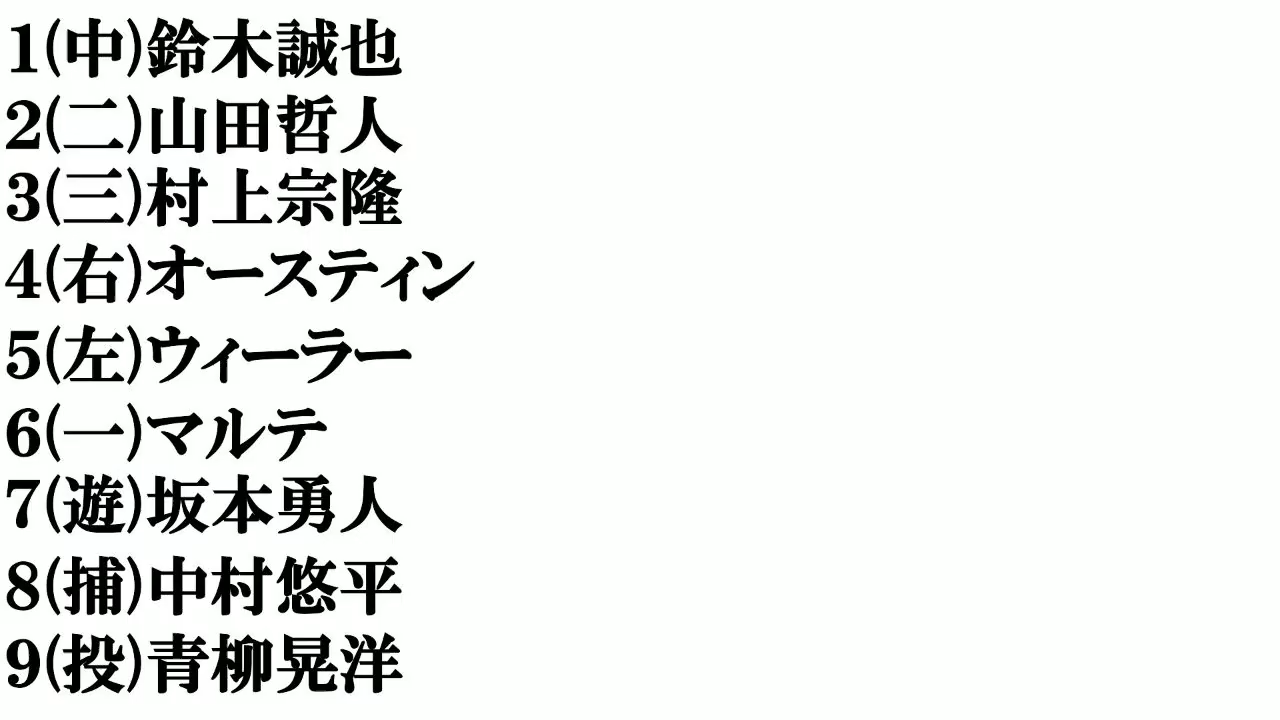 1(中)鈴木誠也
2(二)山田哲人
3(三)村上宗隆
4(右)オースティン
5(左)ウィーラー
6(一)マルテ
7(遊)坂本勇人
8(捕)中村悠平
9(投)青柳晃洋